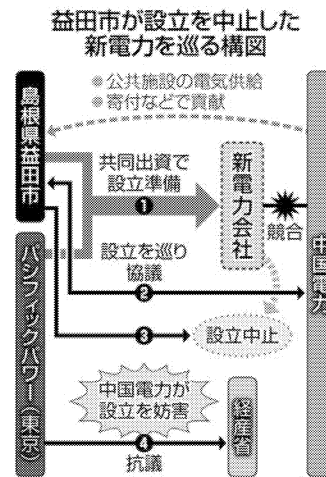 益田市が設立を中止した
新電力を巡る構図
●公共施設の電気供給
●寄付などで貢献
島根県益田市
共同出資で
設立準備
❶
新電力会社
競合
中国電力
設立を巡り
協議
❷
❸
設立中止
パシフィックパワー(東京)
中国電力が
設立を妨害
❹
抗議
経産省